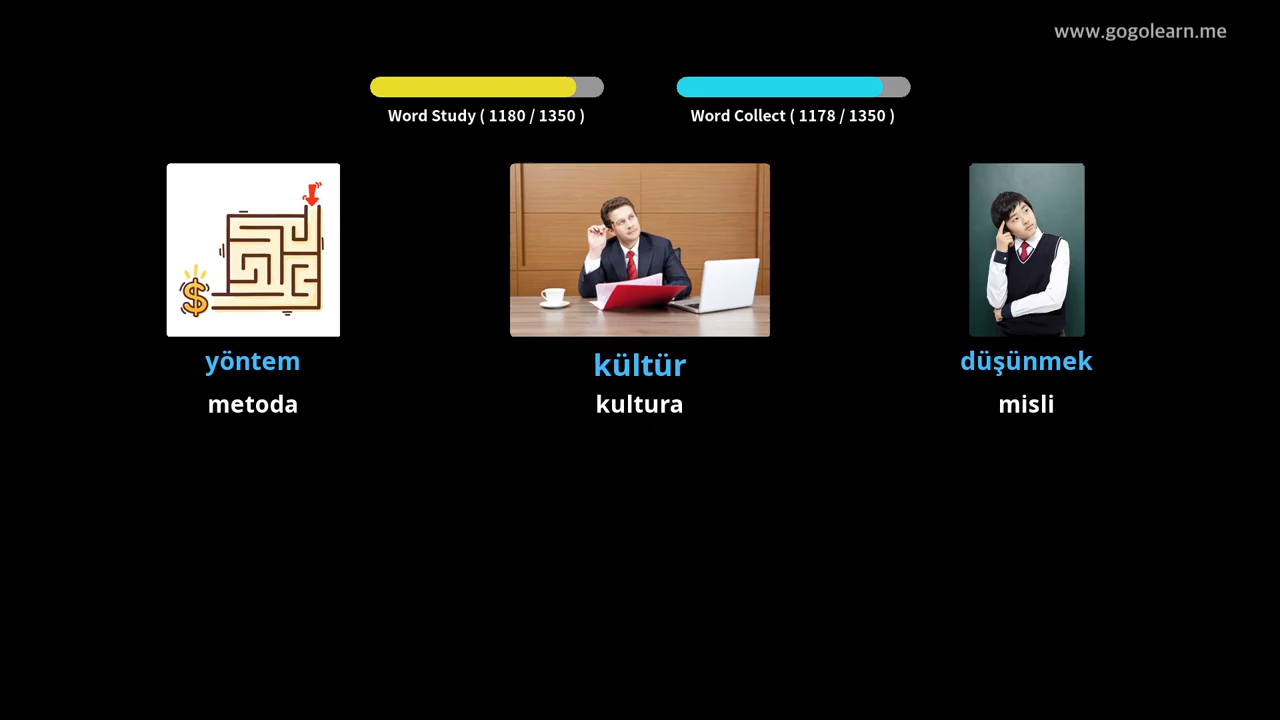 www.gogolearn.me
Word Study ( 1180 / 1350 )
Word Collect ( 1178 / 1350 )
yöntem
kültür
düşünmek
metoda
kultura
misli